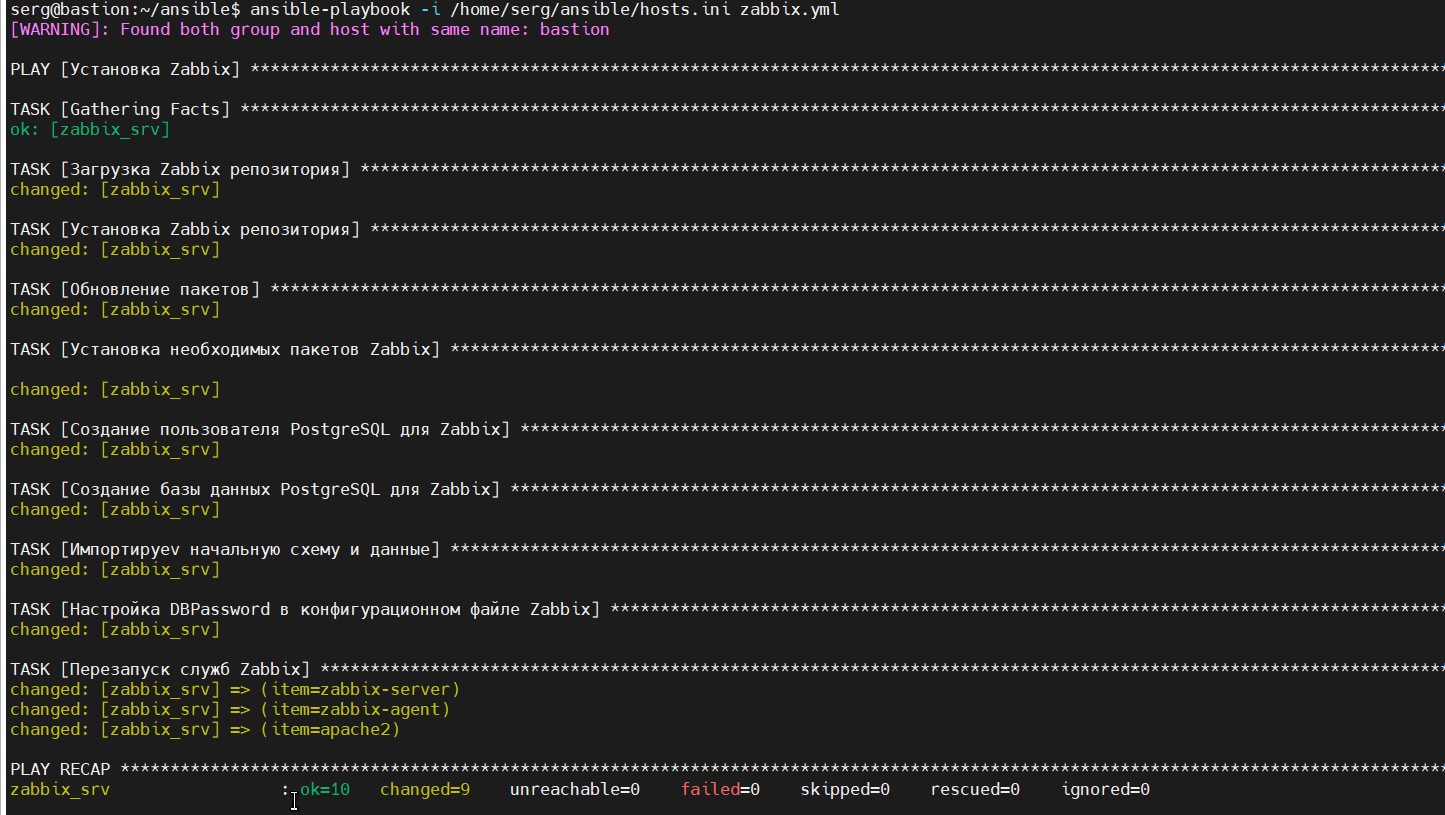 serg@bastion:~/ansible$ ansible-playbook -i /home/serg/ansible/hosts.ini zabbix.yml
[WARNING]: Found both group and host with same name: bastion
PLAY [Установка Zabbix] ************************************************************************************************************************
TASK [Gathering Facts] *************************************************************************************************************************
ok: [zabbix_srv]
TASK [Загрузка Zabbix репозитория] *************************************************************************************************************
changed: [zabbix_srv]
TASK [Установка Zabbix репозитория] ************************************************************************************************************
changed: [zabbix_srv]
TASK [Обновление пакетов] **********************************************************************************************************************
changed: [zabbix_srv]
TASK [Установка необходимых пакетов Zabbix] ****************************************************************************************************
changed: [zabbix_srv]
TASK [Создание пользователя PostgreSQL для Zabbix] *********************************************************************************************
changed: [zabbix_srv]
TASK [Создание базы данных PostgreSQL для Zabbix] **********************************************************************************************
changed: [zabbix_srv]
TASK [Импортируеv начальную схему и данные] ****************************************************************************************************
changed: [zabbix_srv]
TASK [Настройка DBPassword в конфигурационном файле Zabbix] ************************************************************************************
changed: [zabbix_srv]
TASK [Перезапуск служб Zabbix] *****************************************************************************************************************
changed: [zabbix_srv] => (item=zabbix-server)
changed: [zabbix_srv] => (item=zabbix-agent)
changed: [zabbix_srv] => (item=apache2)
PLAY RECAP *************************************************************************************************************************************
zabbix_srv : ok=10 changed=9 unreachable=0 failed=0 skipped=0 rescued=0 ignored=0